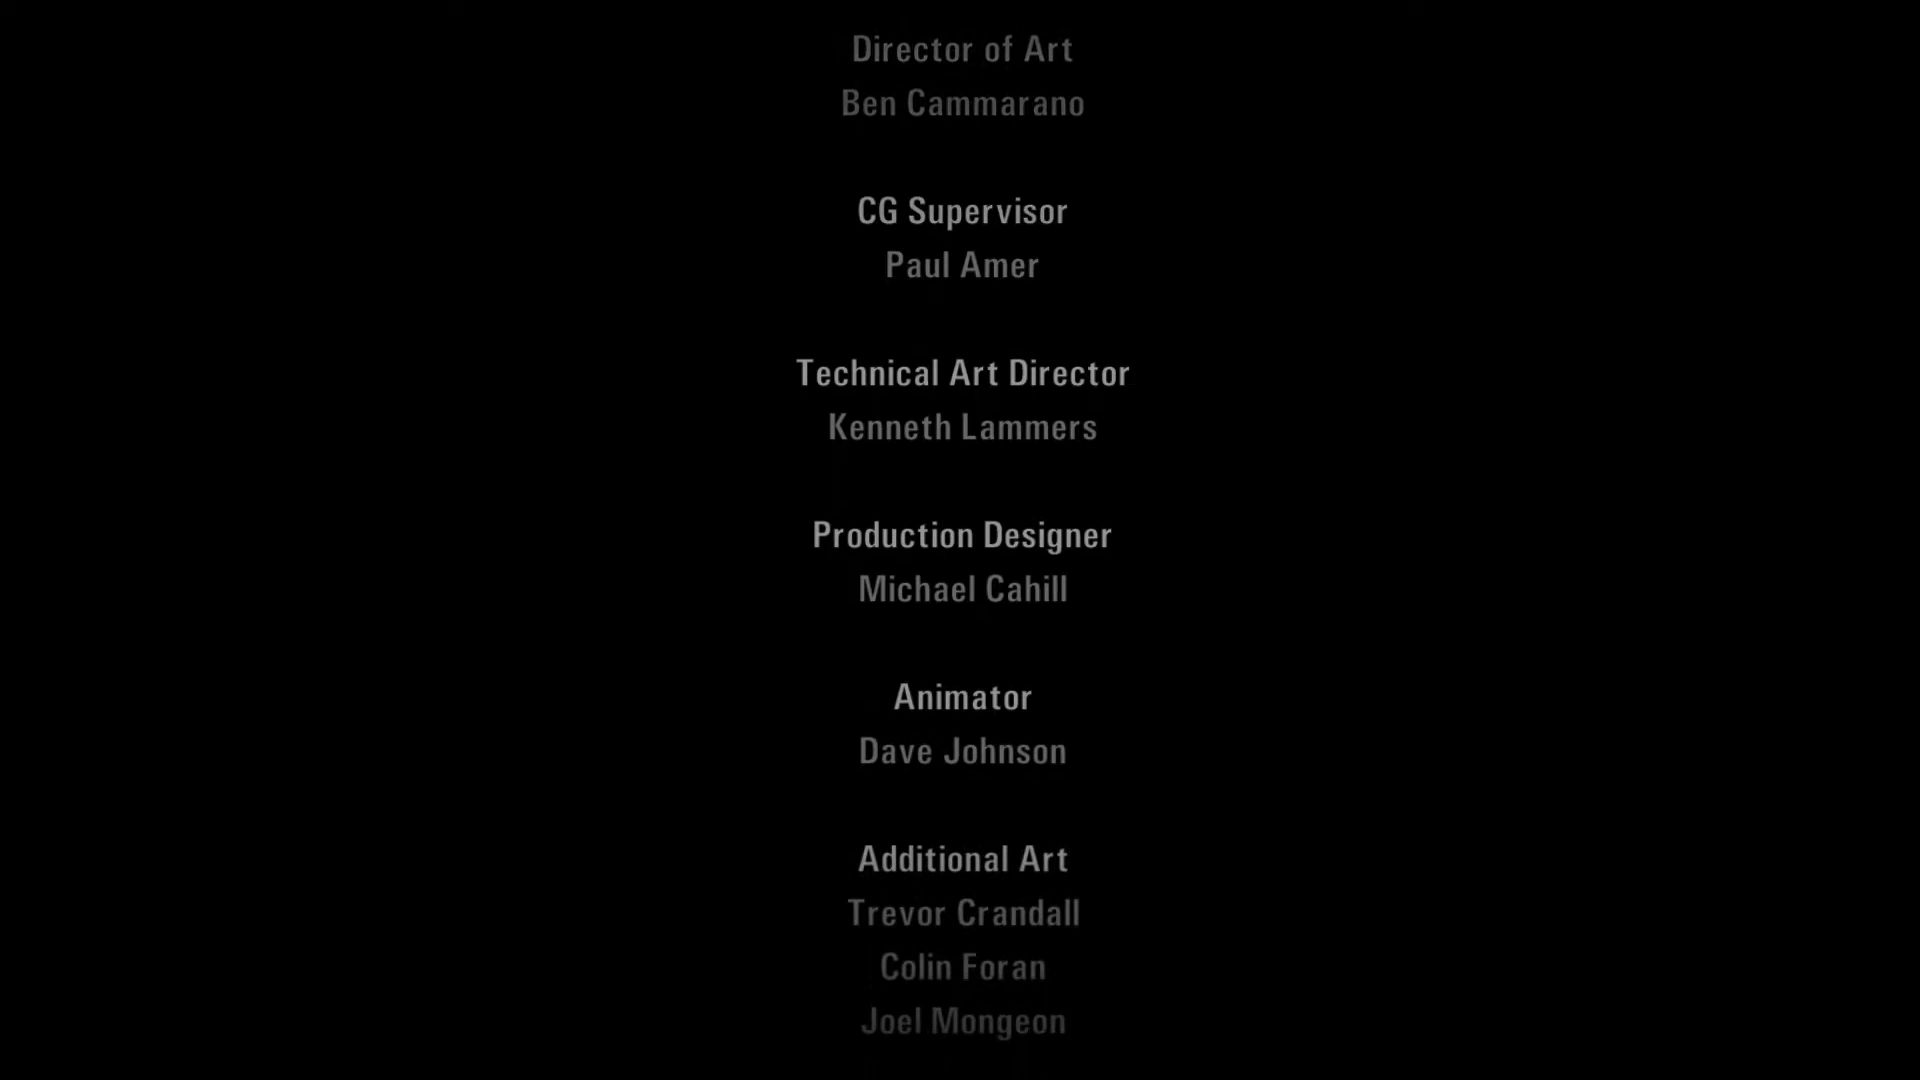 Director of Art
Ben Cammarano
CG Supervisor
Paul Amer
Technical Art Director
Kenneth Lammers
Production Designer
Michael Cahill
Animator
Dave Johnson
Additional Art
Trevor Crandall
Colin Foran
Joel Mongeon